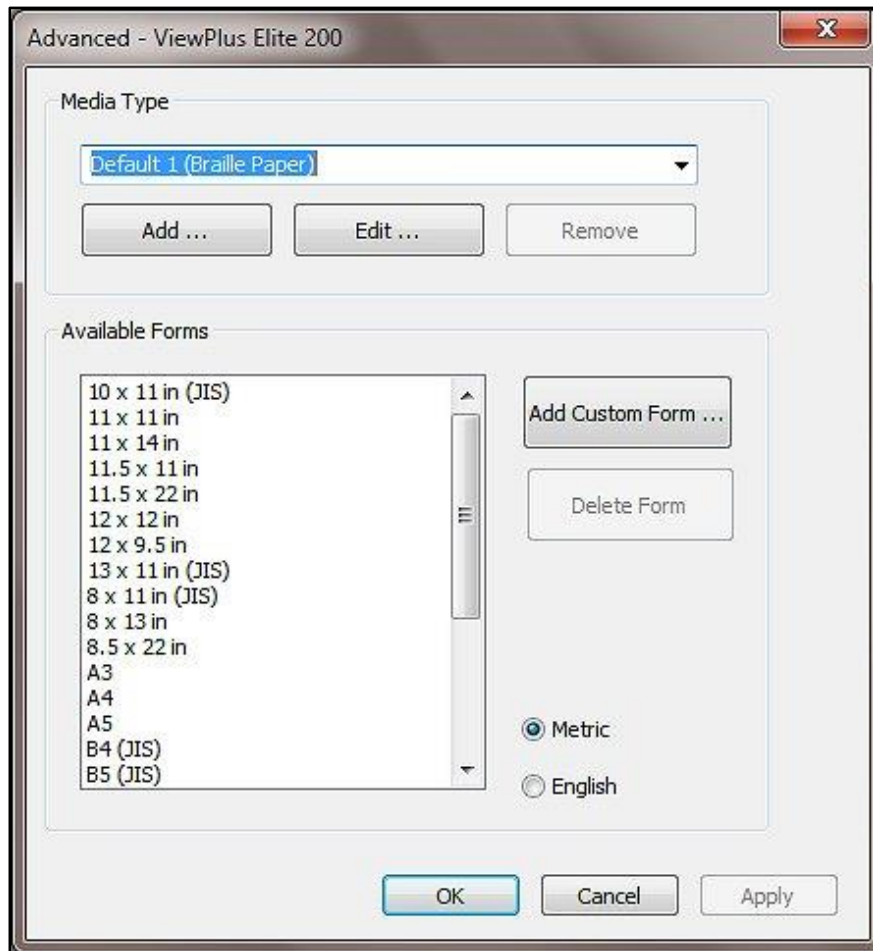 Advanced - ViewPlus Elite 200
Media Type
Default 1 (Braille Paper)
Add ... Edit ... Remove
Available Forms
10 x 11 in (JIS)
11 x 11 in
11 x 14 in
11.5 x 11 in
11.5 x 22 in
12 x 12 in
12 x 9.5 in
13 x 11 in (JIS)
8 x 11 in (JIS)
8 x 13 in
8.5 x 22 in
A3
A4
A5
B4 (JIS)
B5 (JIS)
Add Custom Form ...
Delete Form
Metric
English
OK Cancel Apply